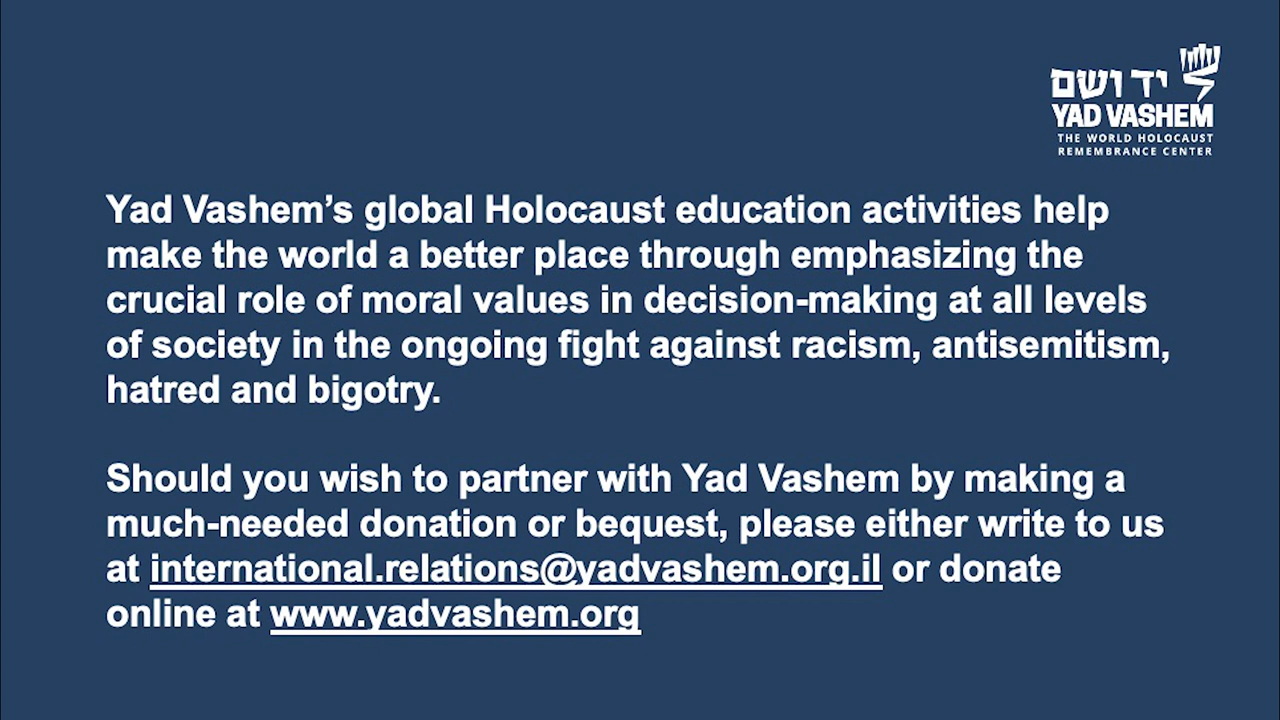 יד ושם
YAD VASHEM
THE WORLD HOLOCAUST
REMEMBRANCE CENTER
Yad Vashem’s global Holocaust education activities help
make the world a better place through emphasizing the
crucial role of moral values in decision-making at all levels
of society in the ongoing fight against racism, antisemitism,
hatred and bigotry.
Should you wish to partner with Yad Vashem by making a
much-needed donation or bequest, please either write to us
at international.relations@yadvashem.org.il or donate
online at www.yadvashem.org